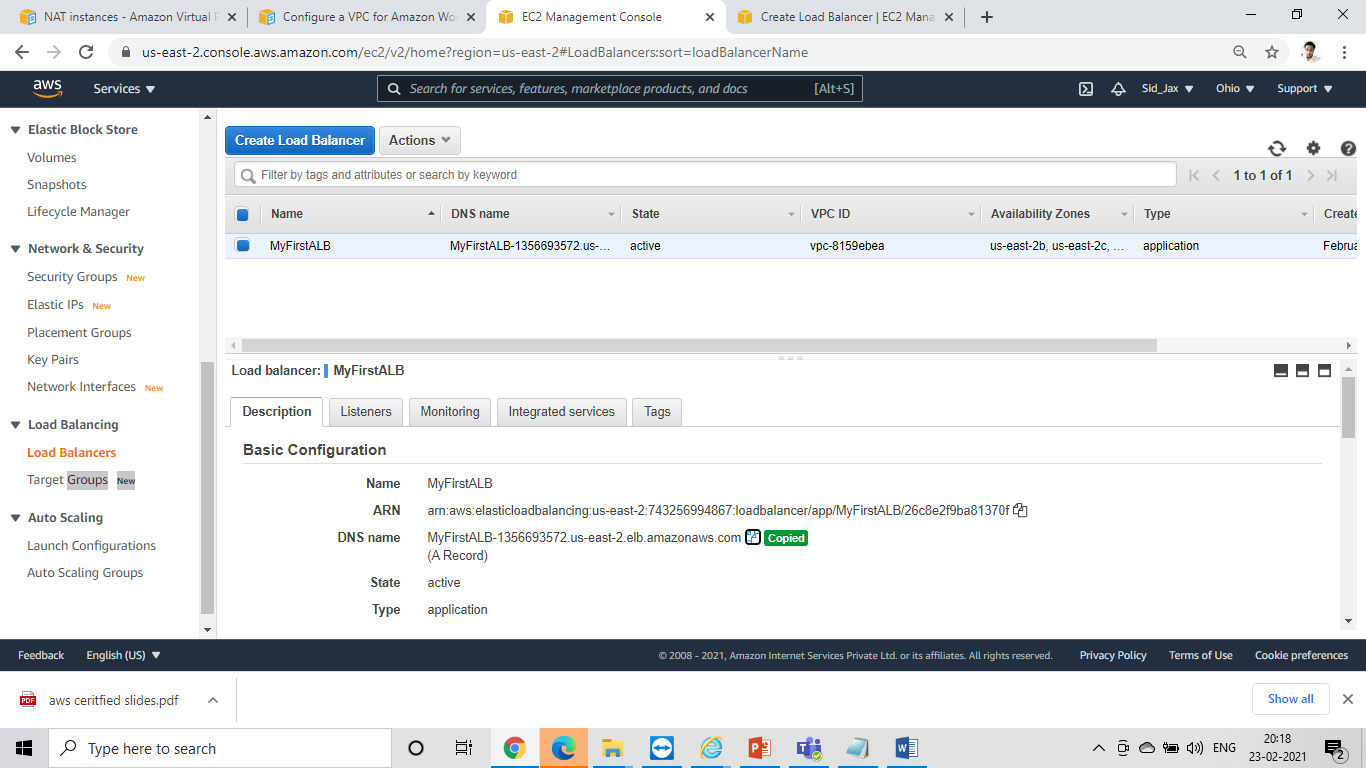 NAT instances - Amazon Virtual P
Configure a VPC for Amazon Wo
EC2 Management Console
Create Load Balancer | EC2 Mana
us-east-2.console.aws.amazon.com/ec2/v2/home?region=us-east-2#LoadBalancers:sort=loadBalancerName
aws
Services
Search for services, features, marketplace products, and docs
[Alt+S]
Sid_Jax
Ohio
Support
Elastic Block Store
Volumes
Snapshots
Lifecycle Manager
Network & Security
Security Groups New
Elastic IPs New
Placement Groups
Key Pairs
Network Interfaces New
Load Balancing
Load Balancers
Target Groups New
Auto Scaling
Launch Configurations
Auto Scaling Groups
Create Load Balancer
Actions
Filter by tags and attributes or search by keyword
1 to 1 of 1
Name DNS name State VPC ID Availability Zones Type Create
MyFirstALB MyFirstALB-1356693572.us-... active vpc-8159ebea us-east-2b, us-east-2c, ... application Februa
Load balancer: MyFirstALB
Description Listeners Monitoring Integrated services Tags
Basic Configuration
Name MyFirstALB
ARN arn:aws:elasticloadbalancing:us-east-2:743256994867:loadbalancer/app/MyFirstALB/26c8e2f9ba81370f
DNS name MyFirstALB-1356693572.us-east-2.elb.amazonaws.com Copied
(A Record)
State active
Type application
Feedback English (US) © 2008 - 2021, Amazon Internet Services Private Ltd. or its affiliates. All rights reserved. Privacy Policy Terms of Use Cookie preferences
PDF aws ceritfied slides.pdf
Show all
Type here to search
ENG
20:18
23-02-2021
2